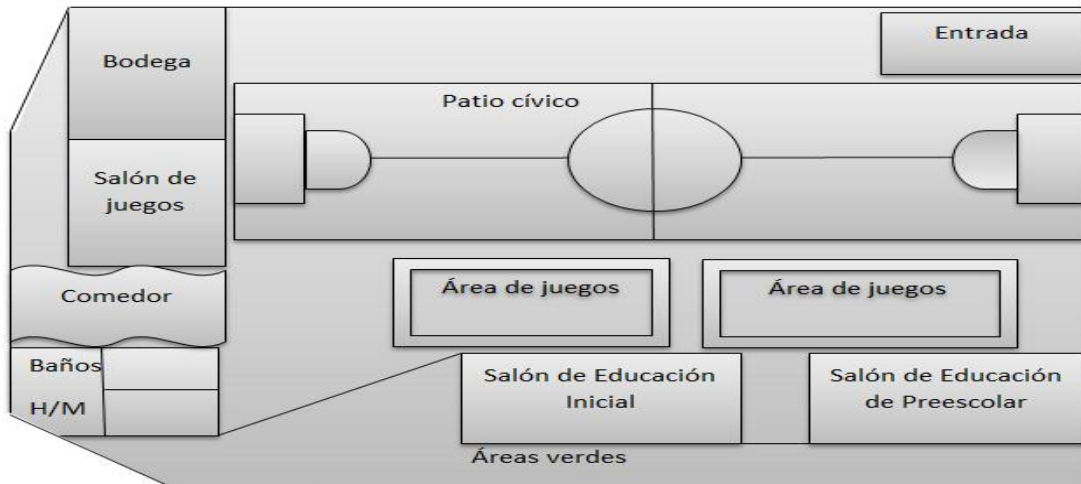 Entrada
Bodega
Patio cívico
Salón de
juegos
Comedor
Área de juegos
Área de juegos
Baños
H/M
Salón de Educación
Inicial
Salón de Educación
de Preescolar
Áreas verdes